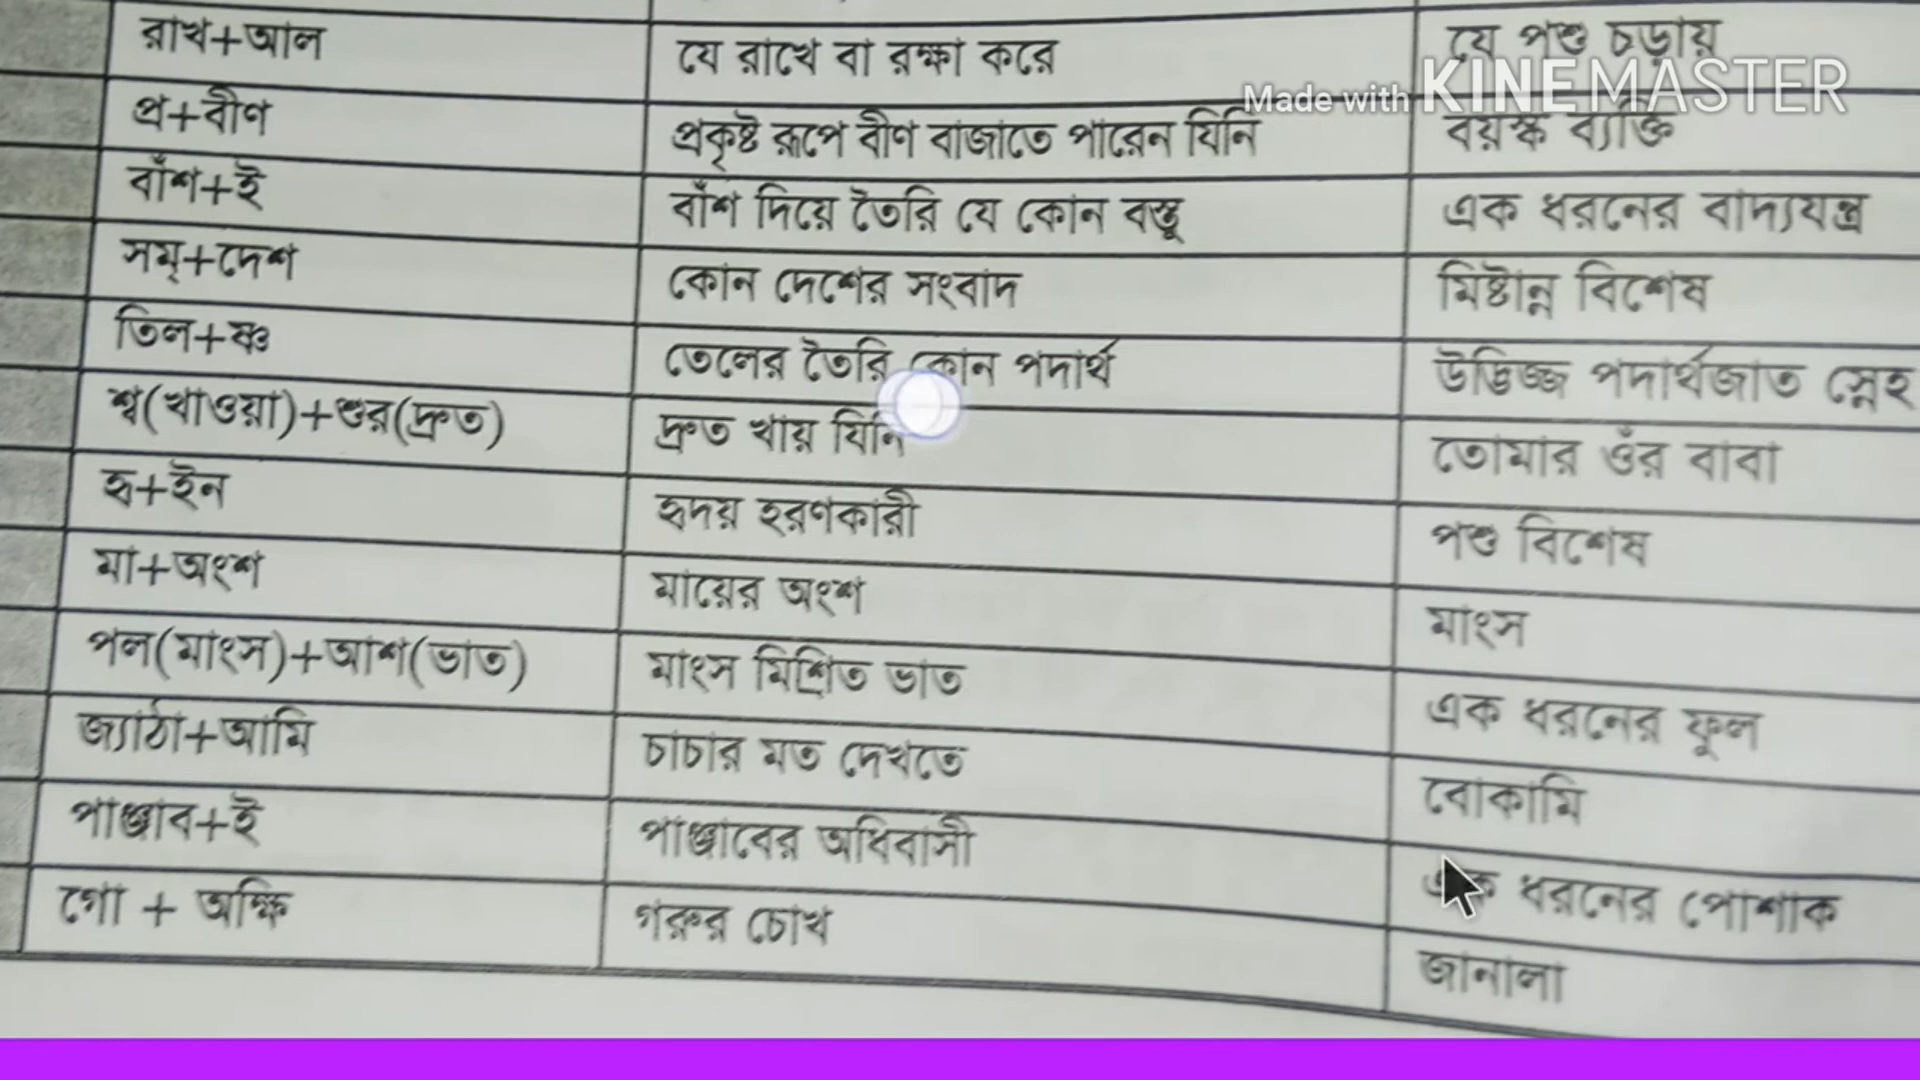 রাখ+আল যে রাখে বা রক্ষা করে যে পশু চড়ায়
Made with KINEMASTER
প্র+বীণ প্রকৃষ্ট রূপে বীণ বাজাতে পারেন যিনি বয়স্ক ব্যক্তি
বাঁশ+ই বাঁশ দিয়ে তৈরি যে কোন বস্তু এক ধরনের বাদ্যযন্ত্র
সম্+দেশ কোন দেশের সংবাদ মিষ্টান্ন বিশেষ
তিল+ষ্ণ তেলের তৈরি কোন পদার্থ উদ্ভিজ্জ পদার্থজাত স্নেহ
শ্ব(খাওয়া)+শুর(দ্রুত) দ্রুত খায় যিনি তোমার ওঁর বাবা
হৃ+ইন হৃদয় হরণকারী পশু বিশেষ
মা+অংশ মায়ের অংশ মাংস
পল(মাংস)+আশ(ভাত) মাংস মিশ্রিত ভাত এক ধরনের ফুল
জ্যাঠা+আমি চাচার মত দেখতে বোকামি
পাঞ্জাব+ই পাঞ্জাবের অধিবাসী এক ধরনের পোশাক
গো + অক্ষি গরুর চোখ জানালা